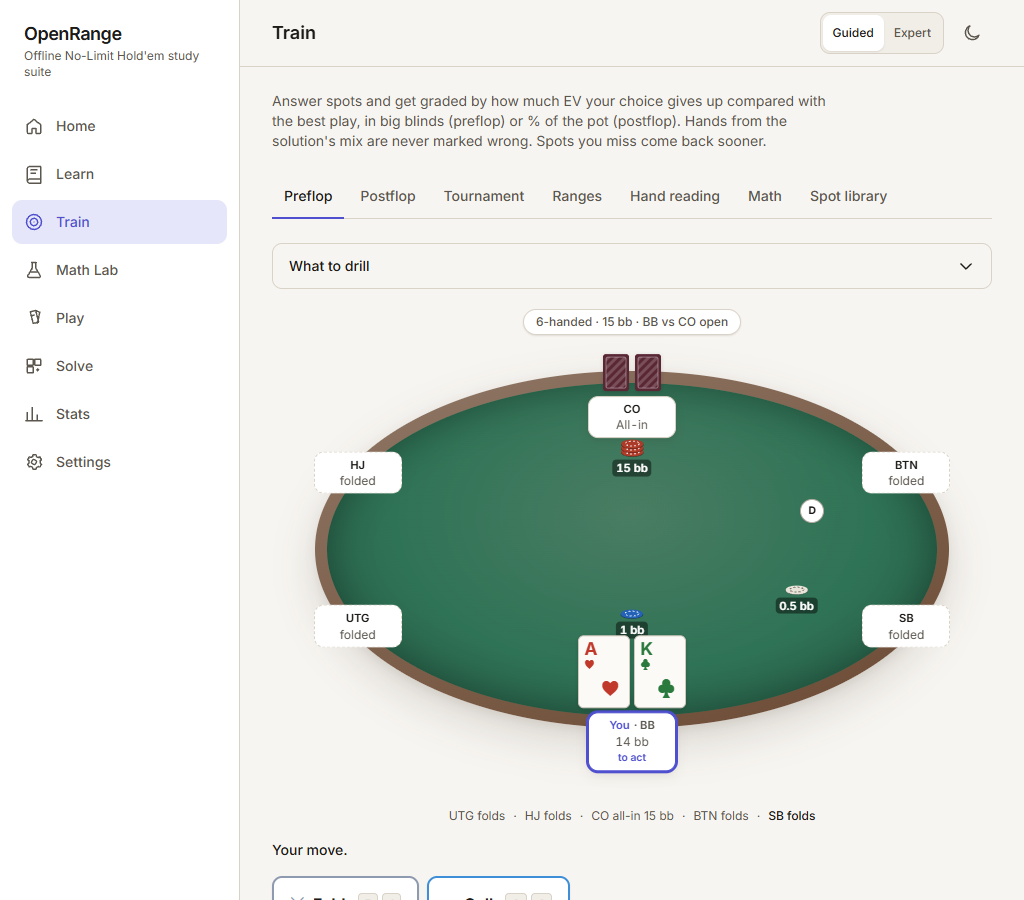 OpenRange
Offline No-Limit Hold'em study
suite
Home
Learn
Train
Math Lab
Play
Solve
Stats
Settings
Train
Guided
Expert
Answer spots and get graded by how much EV your choice gives up compared with
the best play, in big blinds (preflop) or % of the pot (postflop). Hands from the
solution's mix are never marked wrong. Spots you miss come back sooner.
Preflop
Postflop
Tournament
Ranges
Hand reading
Math
Spot library
What to drill
6-handed · 15 bb · BB vs CO open
CO
All-in
15 bb
HJ
folded
BTN
folded
D
0.5 bb
UTG
folded
SB
folded
1 bb
A
K
You · BB
14 bb
to act
UTG folds · HJ folds · CO all-in 15 bb · BTN folds · SB folds
Your move.